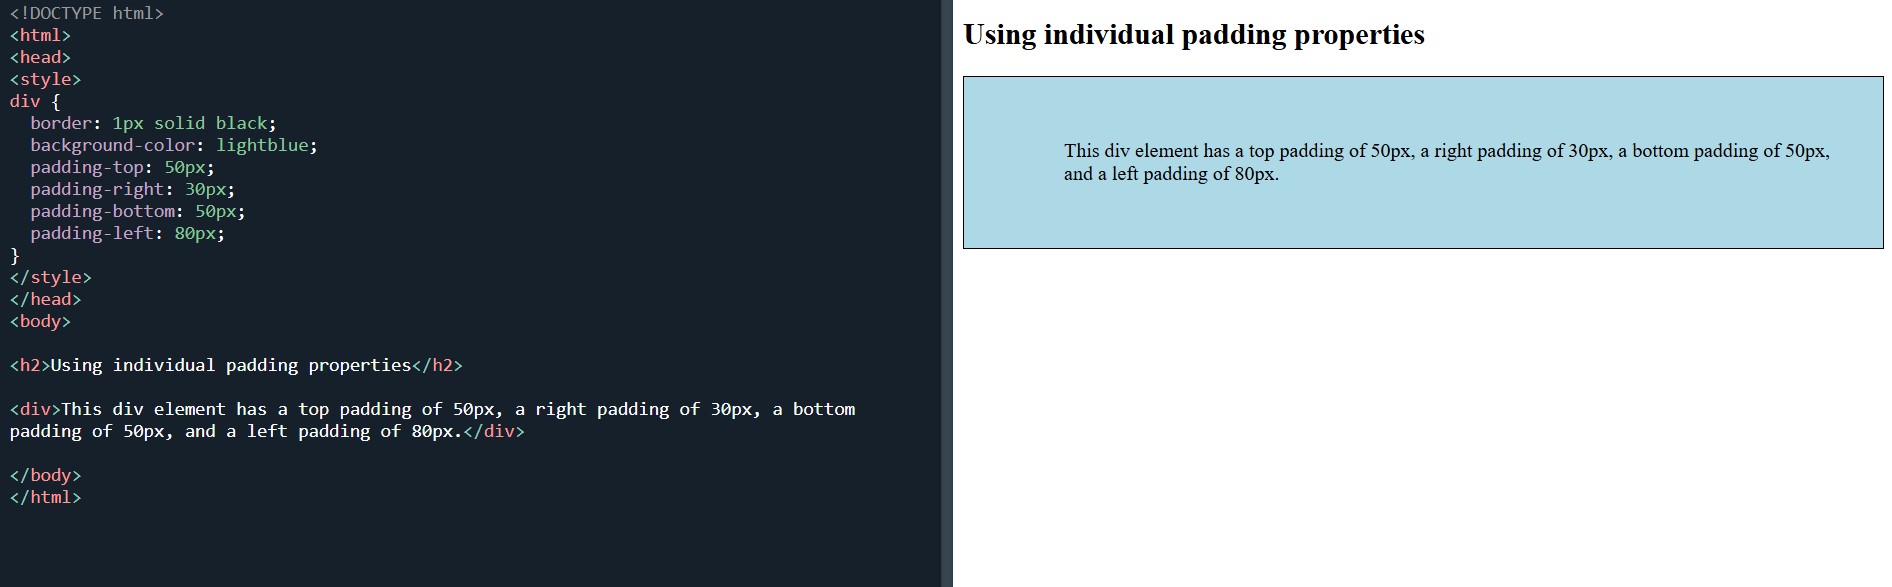 <!DOCTYPE html>
<html>
<head>
<style>
div {
  border: 1px solid black;
  background-color: lightblue;
  padding-top: 50px;
  padding-right: 30px;
  padding-bottom: 50px;
  padding-left: 80px;
}
</style>
</head>
<body>

<h2>Using individual padding properties</h2>

<div>This div element has a top padding of 50px, a right padding of 30px, a bottom
padding of 50px, and a left padding of 80px.</div>

</body>
</html>
Using individual padding properties
This div element has a top padding of 50px, a right padding of 30px, a bottom padding of 50px,
and a left padding of 80px.